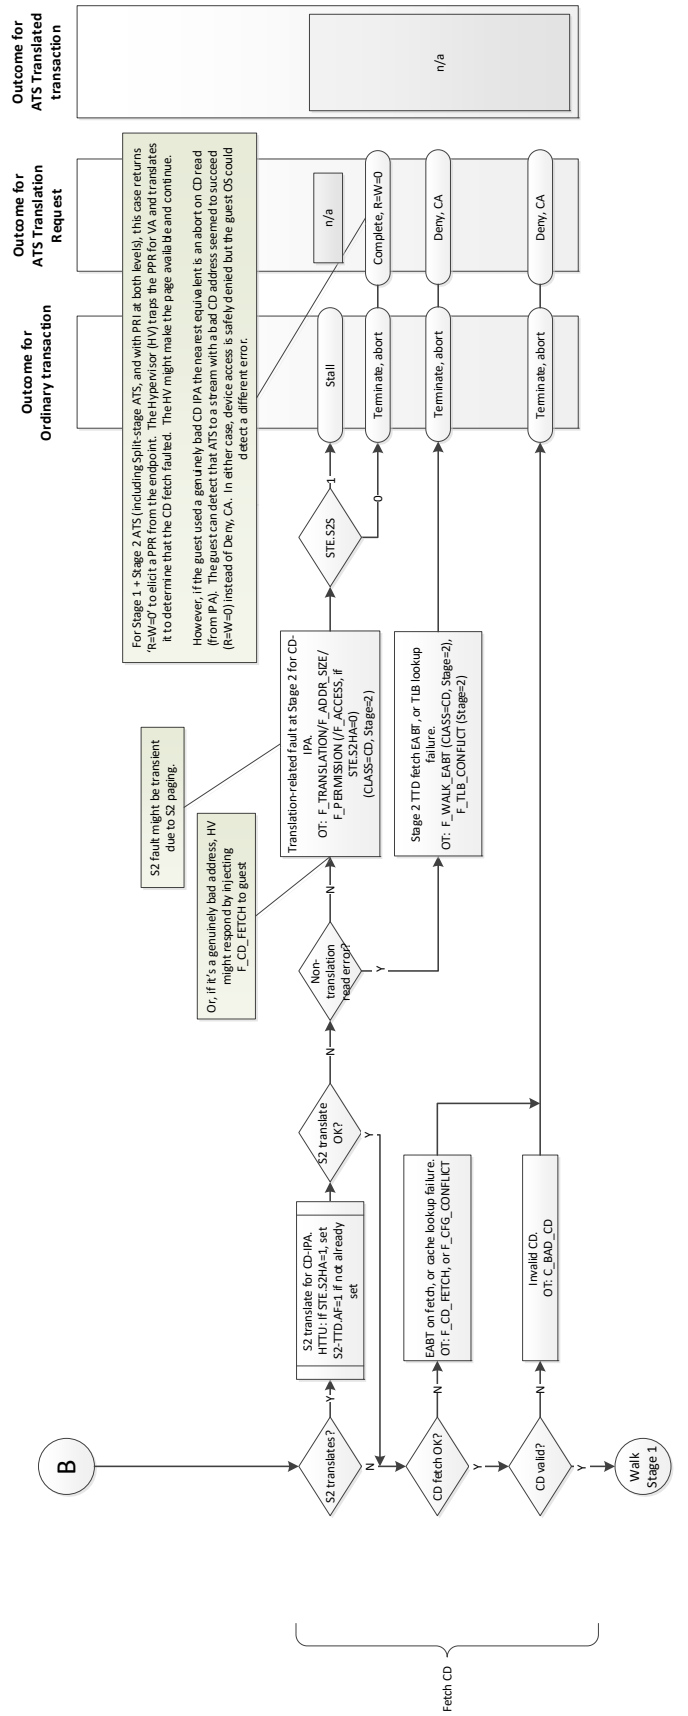 Outcome for
Ordinary transaction
Outcome for
ATS Translation
Request
Outcome for
ATS Translated
transaction
B
For Stage 1 + Stage 2 ATS (including Split-stage ATS, and with PRI at both levels), this case returns
'R=W=0' to elicit a PPR from the endpoint. The Hypervisor (HV) traps the PPR for VA and translates
it to determine that the CD fetch faulted. The HV might make the page available and continue.
However, if the guest used a genuinely bad CD IPA the nearest equivalent is an abort on CD read
(from IPA). The guest can detect that ATS to a stream with a bad CD address seemed to succeed
(R=W=0) instead of Deny, CA. In either case, device access is safely denied but the guest OS could
detect a different error.
S2 fault might be transient
due to S2 paging.
Or, if it's a genuinely bad address, HV
might respond by injecting
F_CD_FETCH to guest
Fetch CD
S2 translates?
Y
N
S2 translate for CD-IPA.
HTTU: If STE.S2HA=1, set
S2-TTD.AF=1 if not already
set
S2 translate
OK?
N
Y
Non-
translation
read error?
N
Y
Translation-related fault at Stage 2 for CD-
IPA.
OT: F_TRANSLATION/F_ADDR_SIZE/
F_PERMISSION (/F_ACCESS, if
STE.S2HA=0)
(CLASS=CD, Stage=2)
STE.S2S
1
0
Stall
n/a
n/a
Terminate, abort
Complete, R=W=0
Stage 2 TTD fetch EABT, or TLB lookup
failure.
OT: F_WALK_EABT (CLASS=CD, Stage=2),
F_TLB_CONFLICT (Stage=2)
Terminate, abort
Deny, CA
CD fetch OK?
N
Y
EABT on fetch, or cache lookup failure.
OT: F_CD_FETCH, or F_CFG_CONFLICT
CD valid?
N
Y
Invalid CD.
OT: C_BAD_CD
Terminate, abort
Deny, CA
Walk
Stage 1